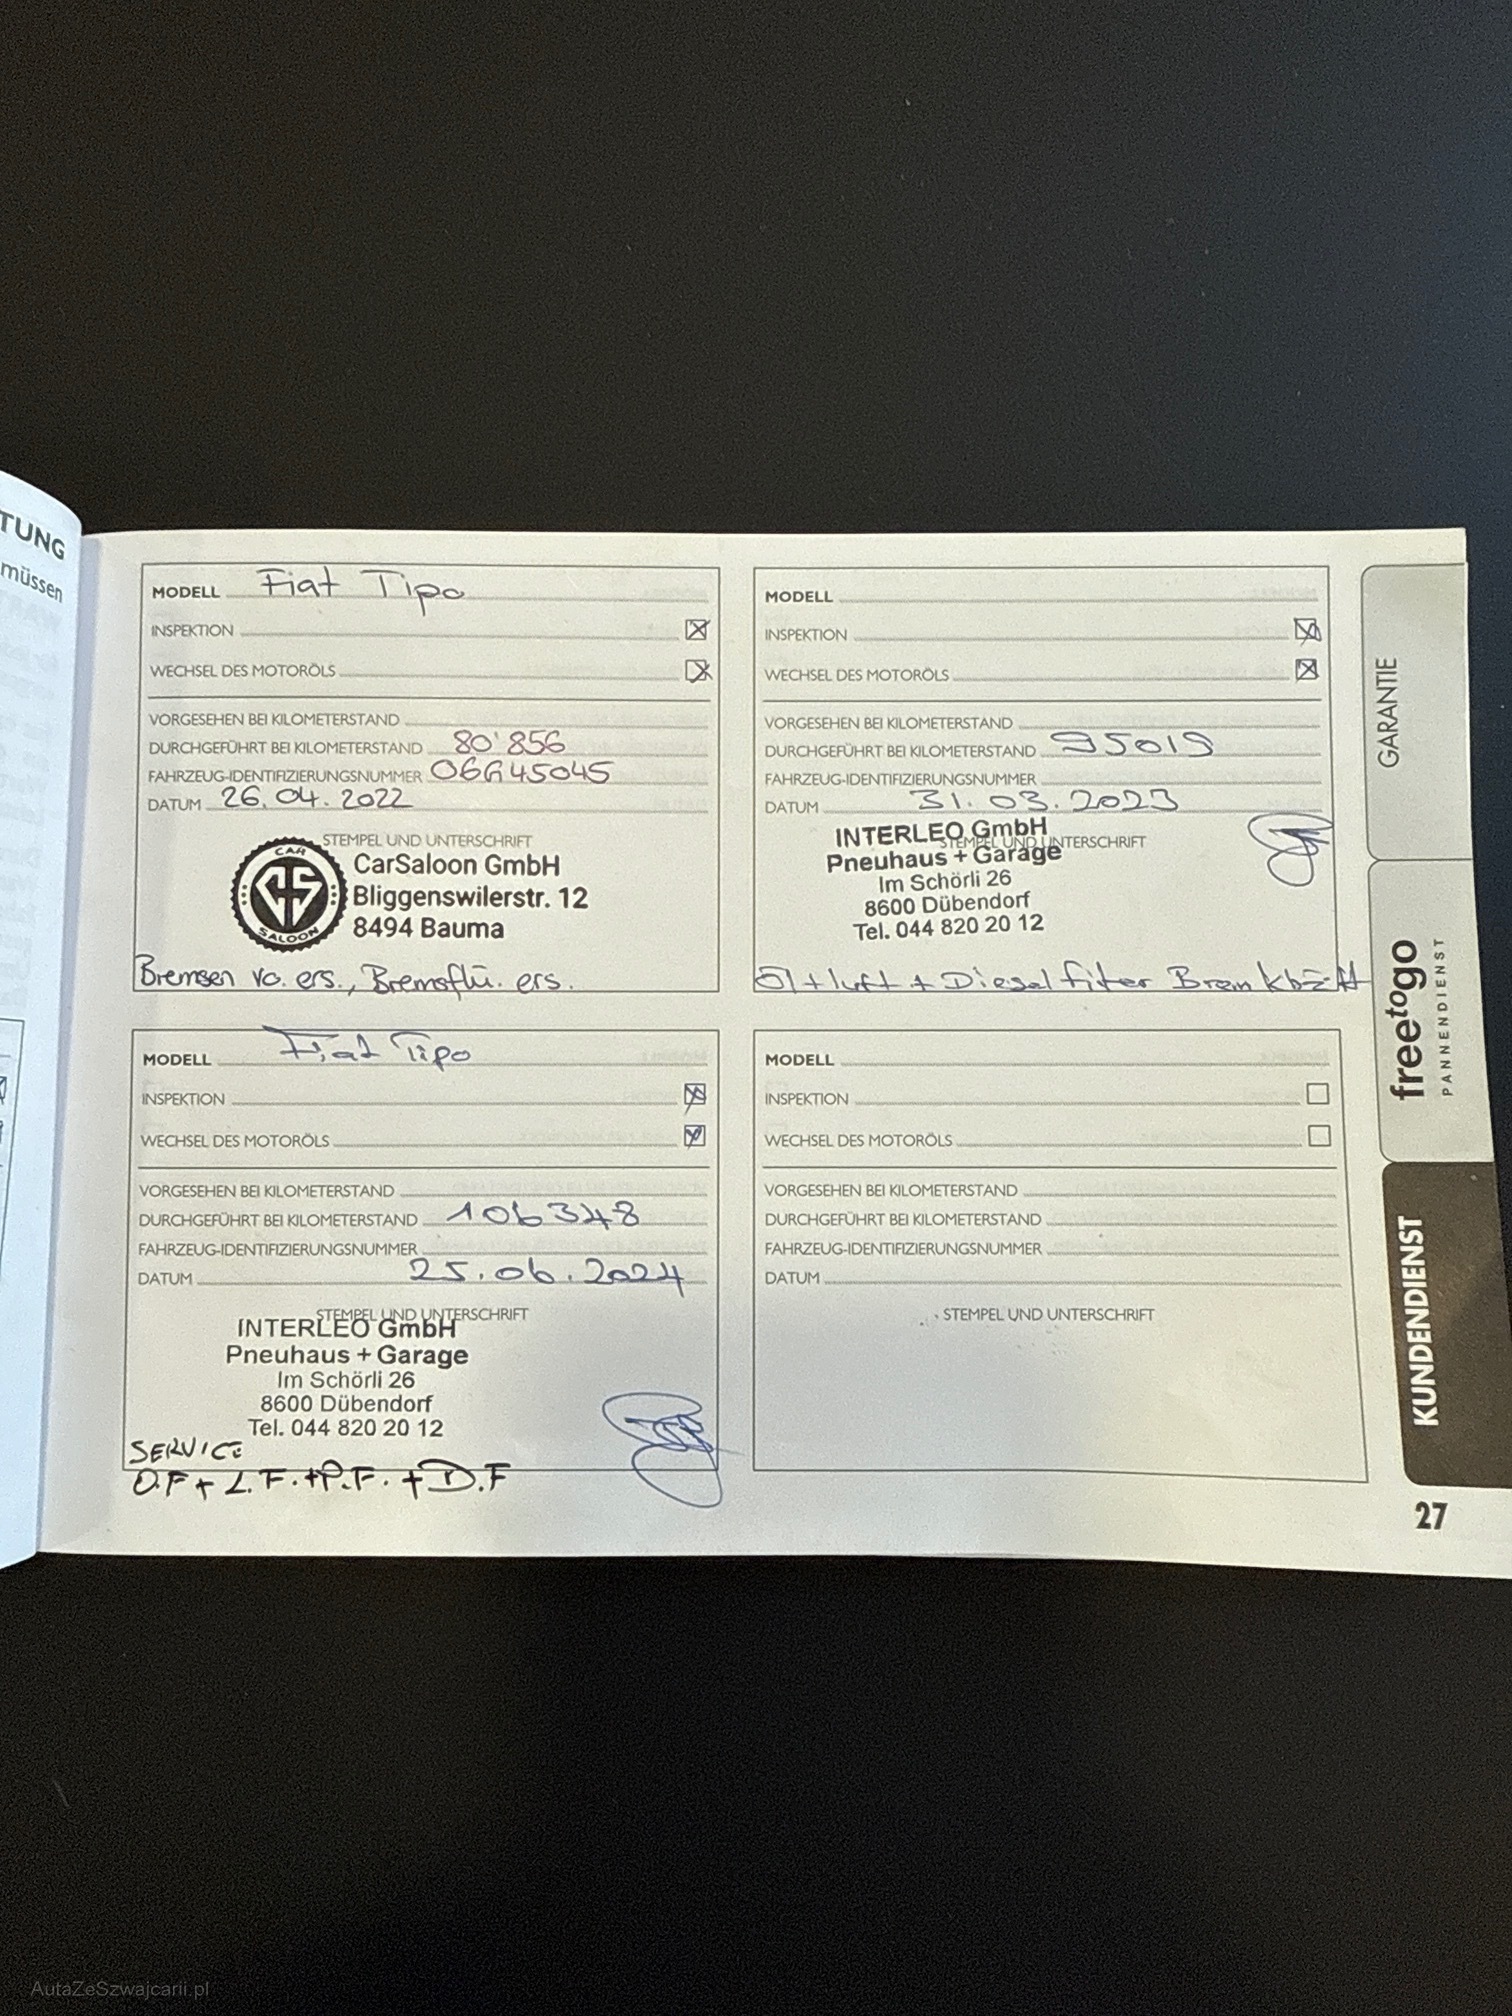 TUNG
müssen
MODELL Fiat Tipo
INSPEKTION
WECHSEL DES MOTORÖLS
VORGESEHEN BEI KILOMETERSTAND
DURCHGEFÜHRT BEI KILOMETERSTAND 80'856
FAHRZEUG-IDENTIFIZIERUNGSNUMMER 06G45045
DATUM 26.04.2022
STEMPEL UND UNTERSCHRIFT
CAR
CS
SALOON
CarSaloon GmbH
Bliggenswilerstr. 12
8494 Bauma
Bremsen vo. ers., Bremsflü. ers.
MODELL
INSPEKTION
WECHSEL DES MOTORÖLS
VORGESEHEN BEI KILOMETERSTAND
DURCHGEFÜHRT BEI KILOMETERSTAND 95019
FAHRZEUG-IDENTIFIZIERUNGSNUMMER
DATUM 31.03.2023
STEMPEL UND UNTERSCHRIFT
INTERLEO GmbH
Pneuhaus + Garage
Im Schörli 26
8600 Dübendorf
Tel. 044 820 20 12
Öl + luft + Diesel filter
MODELL Fiat Tipo
INSPEKTION
WECHSEL DES MOTORÖLS
VORGESEHEN BEI KILOMETERSTAND
DURCHGEFÜHRT BEI KILOMETERSTAND 106348
FAHRZEUG-IDENTIFIZIERUNGSNUMMER
DATUM 25.06.2024
STEMPEL UND UNTERSCHRIFT
INTERLEO GmbH
Pneuhaus + Garage
Im Schörli 26
8600 Dübendorf
Tel. 044 820 20 12
SERVICE
O.F + L.F. + P.F. + D.F
MODELL
INSPEKTION
WECHSEL DES MOTORÖLS
VORGESEHEN BEI KILOMETERSTAND
DURCHGEFÜHRT BEI KILOMETERSTAND
FAHRZEUG-IDENTIFIZIERUNGSNUMMER
DATUM
STEMPEL UND UNTERSCHRIFT
GARANTIE
freetogo
PANNENDIENST
KUNDENDIENST
27
AutaZeSzwajcarii.pl